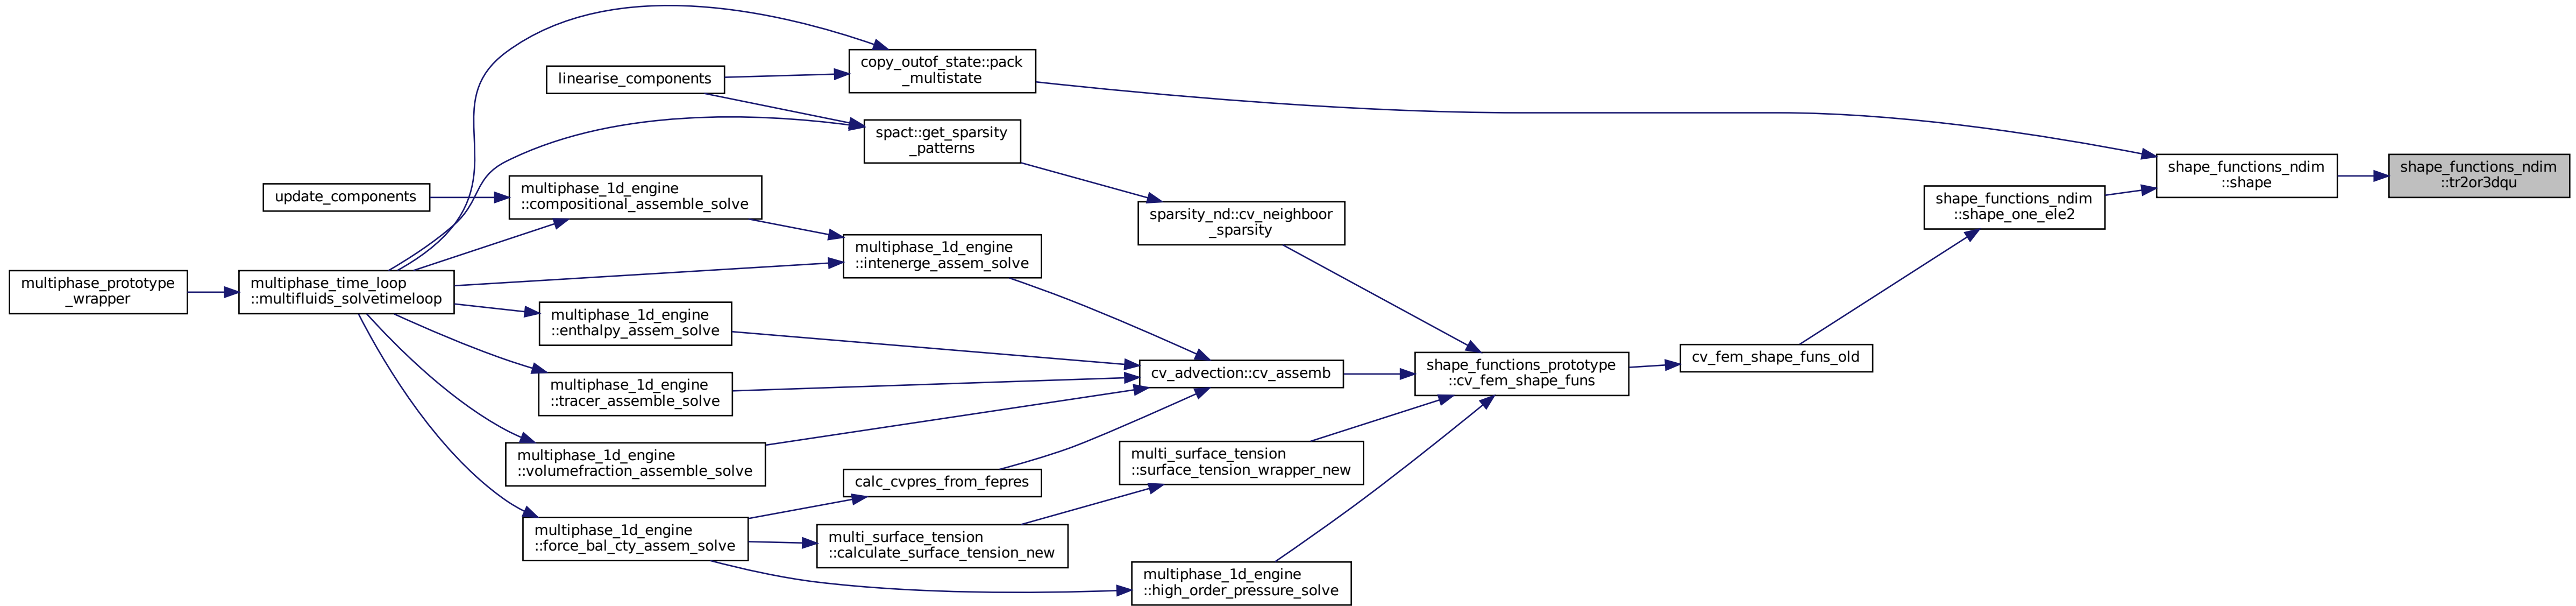 copy_outof_state::pack
_multistate
linearise_components
spact::get_sparsity
_patterns
shape_functions_ndim
::shape
shape_functions_ndim
::tr2or3dqu
update_components
multiphase_1d_engine
::compositional_assemble_solve
shape_functions_ndim
::shape_one_ele2
sparsity_nd::cv_neighboor
_sparsity
multiphase_1d_engine
::intenerge_assem_solve
multiphase_prototype
_wrapper
multiphase_time_loop
::multifluids_solvetimeloop
multiphase_1d_engine
::enthalpy_assem_solve
cv_fem_shape_funs_old
shape_functions_prototype
::cv_fem_shape_funs
cv_advection::cv_assemb
multiphase_1d_engine
::tracer_assemble_solve
multiphase_1d_engine
::volumefraction_assemble_solve
multi_surface_tension
::surface_tension_wrapper_new
calc_cvpres_from_fepres
multiphase_1d_engine
::force_bal_cty_assem_solve
multi_surface_tension
::calculate_surface_tension_new
multiphase_1d_engine
::high_order_pressure_solve